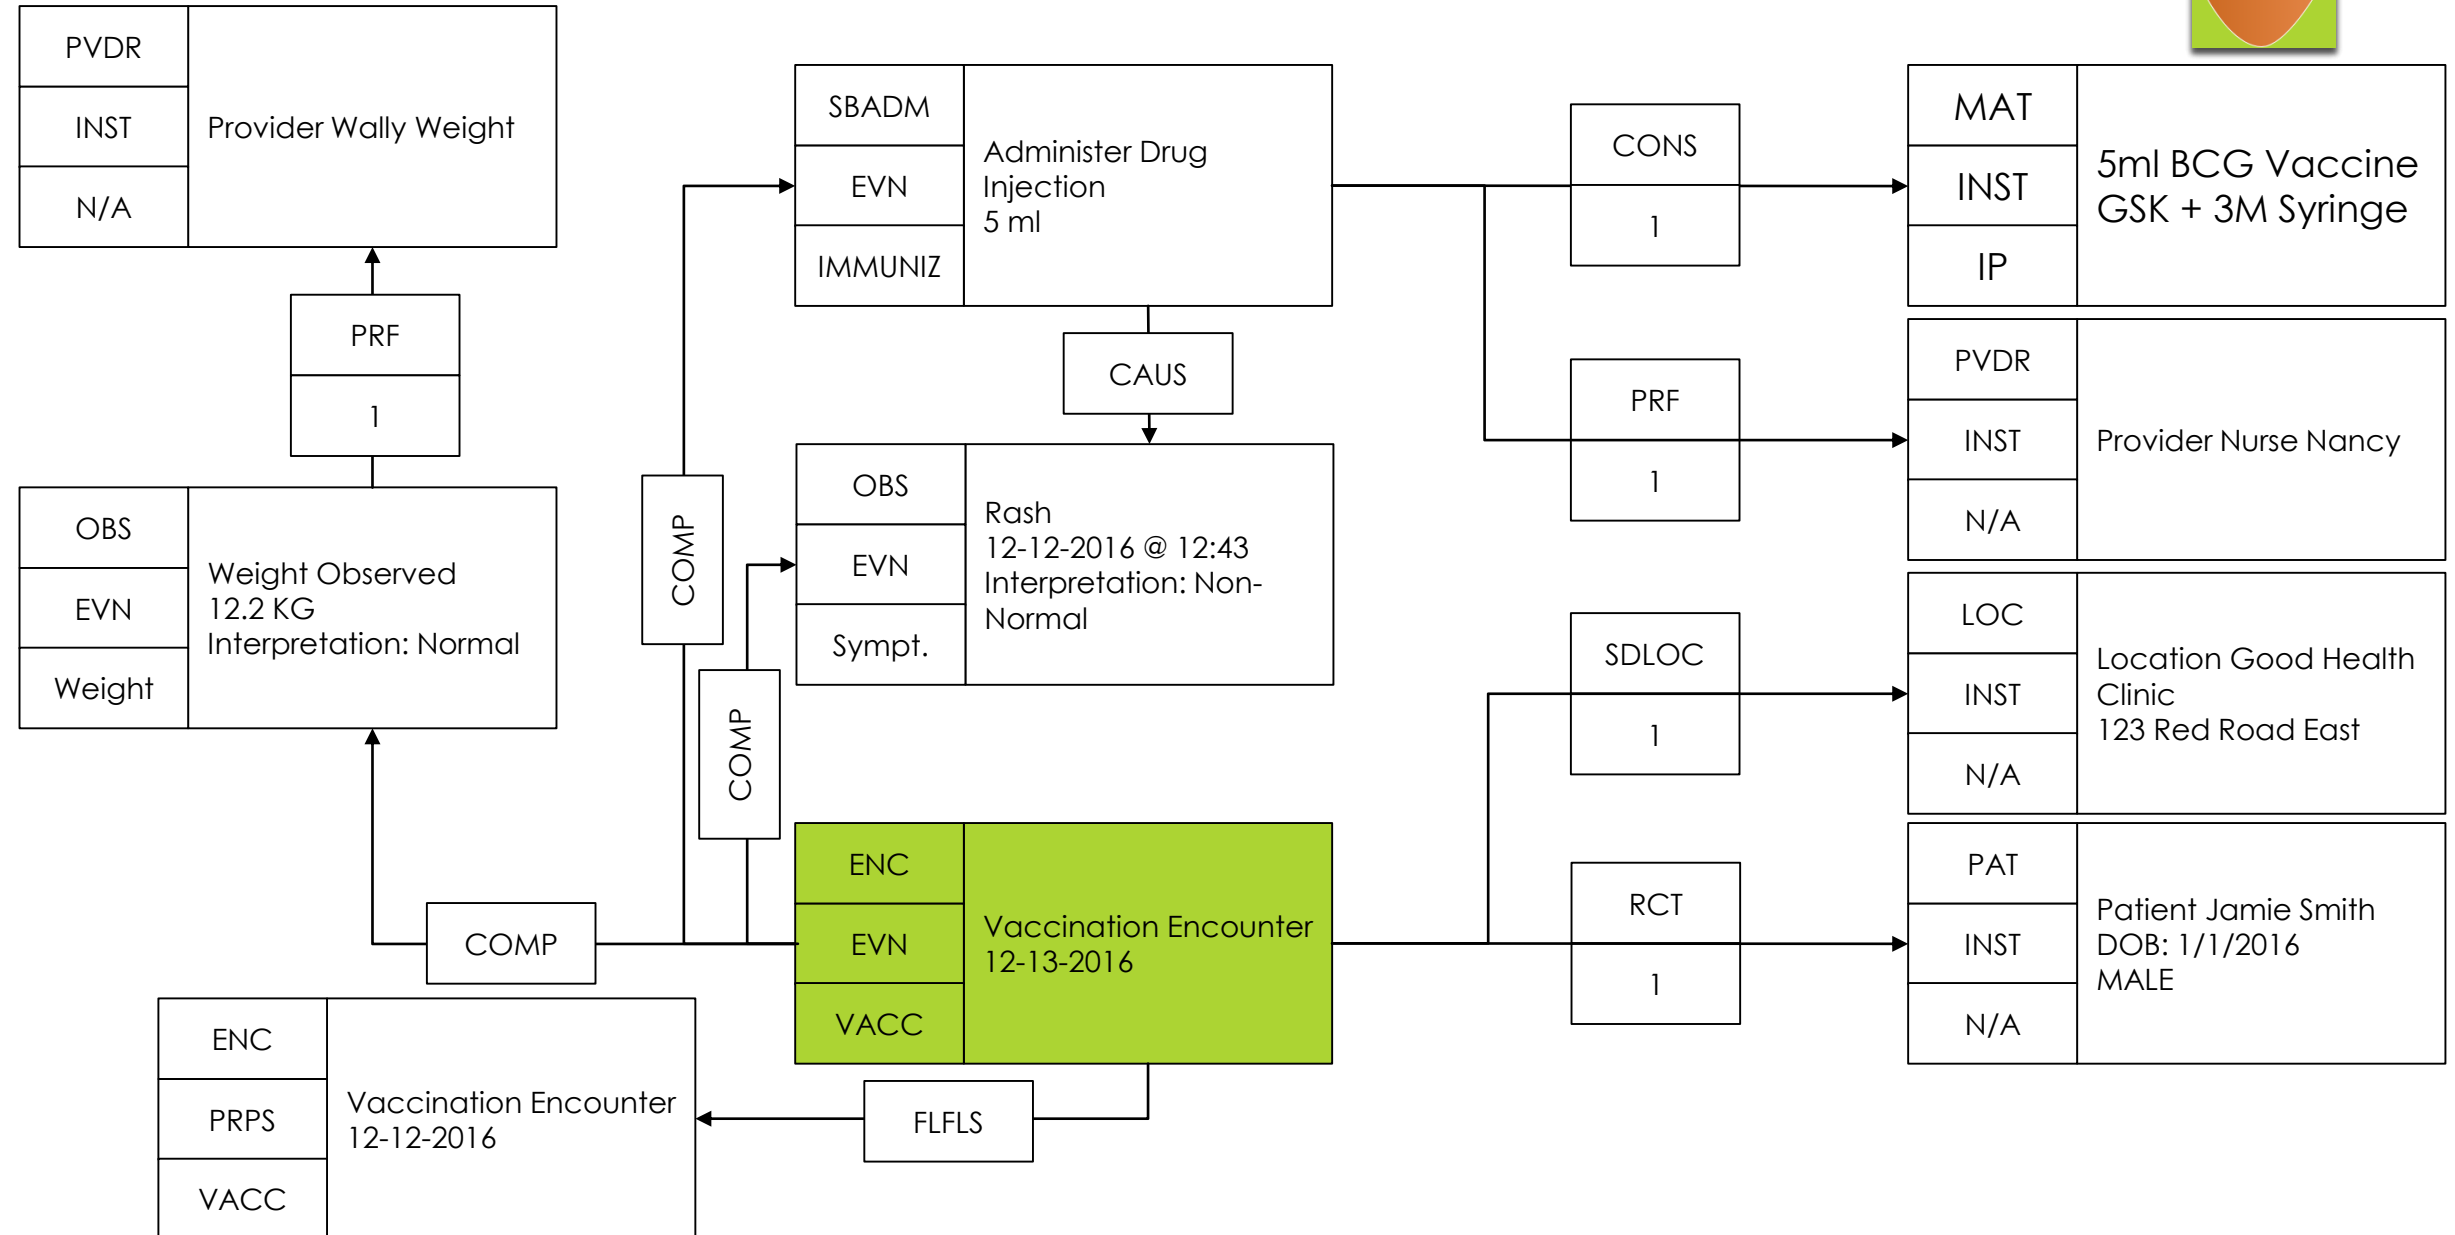 PVDR
INST
N/A
Provider Wally Weight
PRF
1
OBS
EVN
Weight
Weight Observed
12.2 KG
Interpretation: Normal
SBADM
EVN
IMMUNIZ
Administer Drug
Injection
5 ml
CAUS
OBS
EVN
Sympt.
Rash
12-12-2016 @ 12:43
Interpretation: Non-
Normal
COMP
COMP
COMP
ENC
EVN
VACC
Vaccination Encounter
12-13-2016
FLFLS
ENC
PRPS
VACC
Vaccination Encounter
12-12-2016
CONS
1
MAT
INST
IP
5ml BCG Vaccine
GSK + 3M Syringe
PRF
1
PVDR
INST
N/A
Provider Nurse Nancy
SDLOC
1
LOC
INST
N/A
Location Good Health
Clinic
123 Red Road East
RCT
1
PAT
INST
N/A
Patient Jamie Smith
DOB: 1/1/2016
MALE